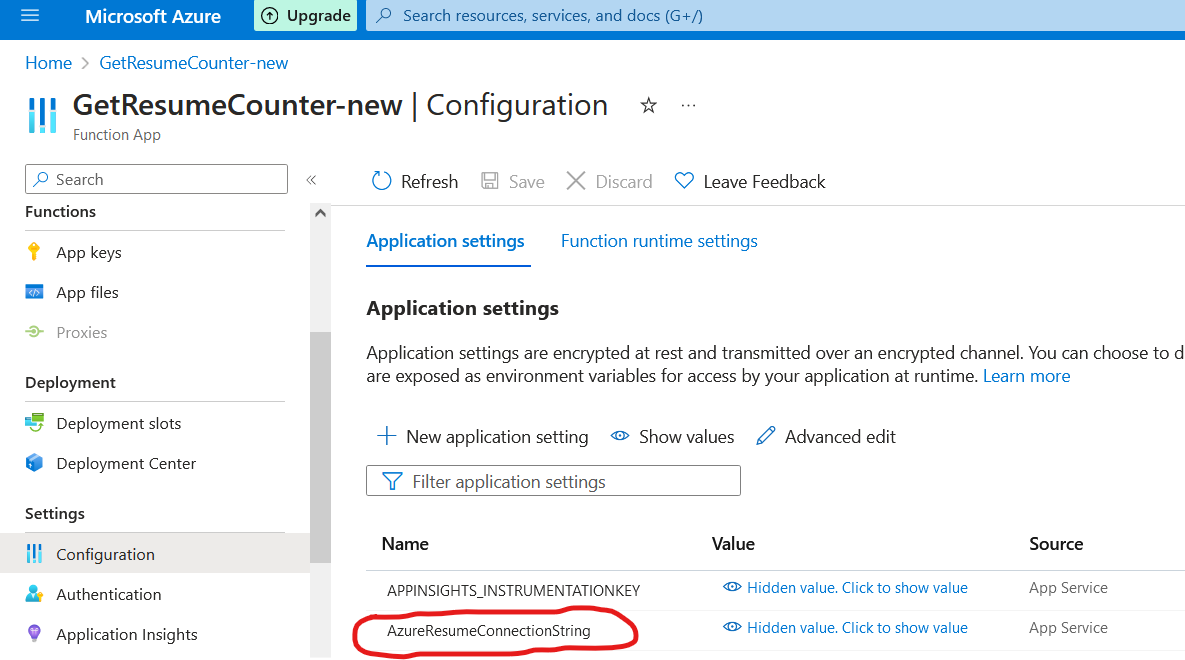 Microsoft Azure
Upgrade
Search resources, services, and docs (G+/)
Home > GetResumeCounter-new
GetResumeCounter-new | Configuration
Function App
Search
Functions
App keys
App files
Proxies
Deployment
Deployment slots
Deployment Center
Settings
Configuration
Authentication
Application Insights
Refresh Save Discard Leave Feedback
Application settings Function runtime settings
Application settings
Application settings are encrypted at rest and transmitted over an encrypted channel. You can choose to d
are exposed as environment variables for access by your application at runtime. Learn more
New application setting Show values Advanced edit
Filter application settings
Name Value Source
APPINSIGHTS_INSTRUMENTATIONKEY Hidden value. Click to show value App Service
AzureResumeConnectionString Hidden value. Click to show value App Service